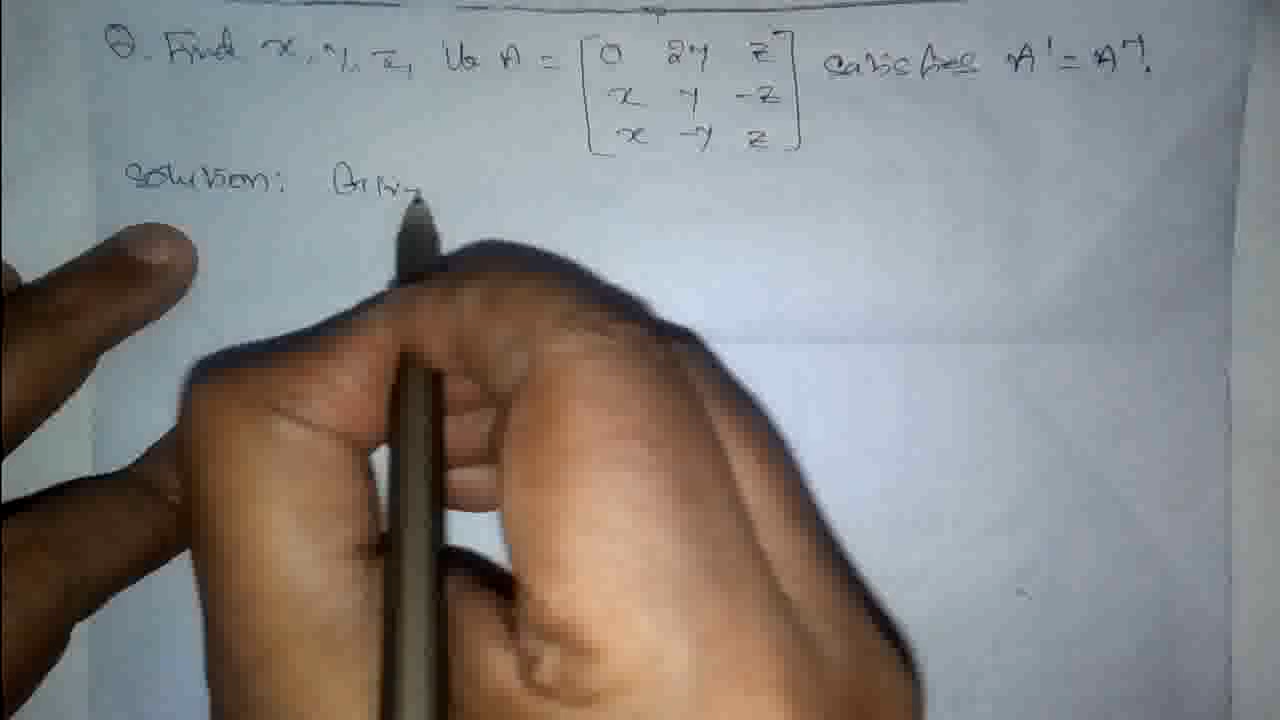 Q. Find x, y, z, if A = [0 2y z satisfies A' = A⁻¹.
x y -z
x -y z]
Solution: